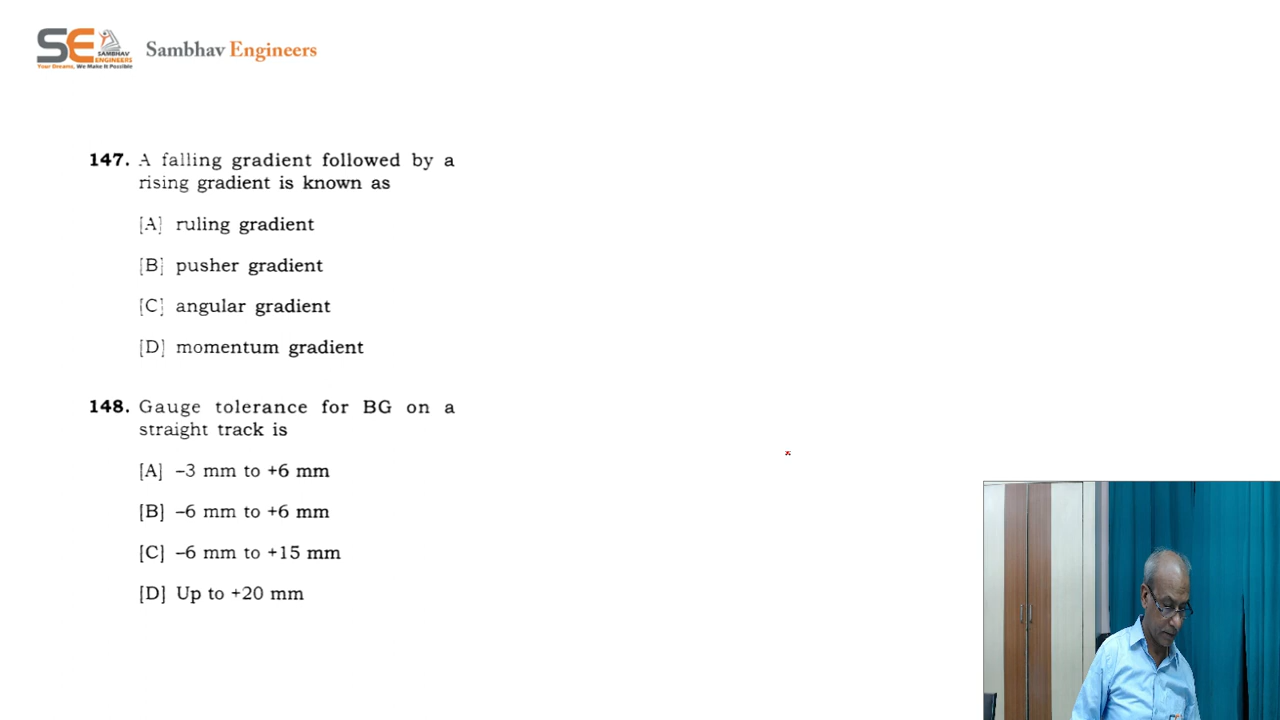 SE
SAMBHAV
ENGINEERS
Your Dreams, We Make It Possible
Sambhav Engineers
147. A falling gradient followed by a
rising gradient is known as
[A] ruling gradient
[B] pusher gradient
[C] angular gradient
[D] momentum gradient
148. Gauge tolerance for BG on a
straight track is
[A] –3 mm to +6 mm
[B] –6 mm to +6 mm
[C] –6 mm to +15 mm
[D] Up to +20 mm